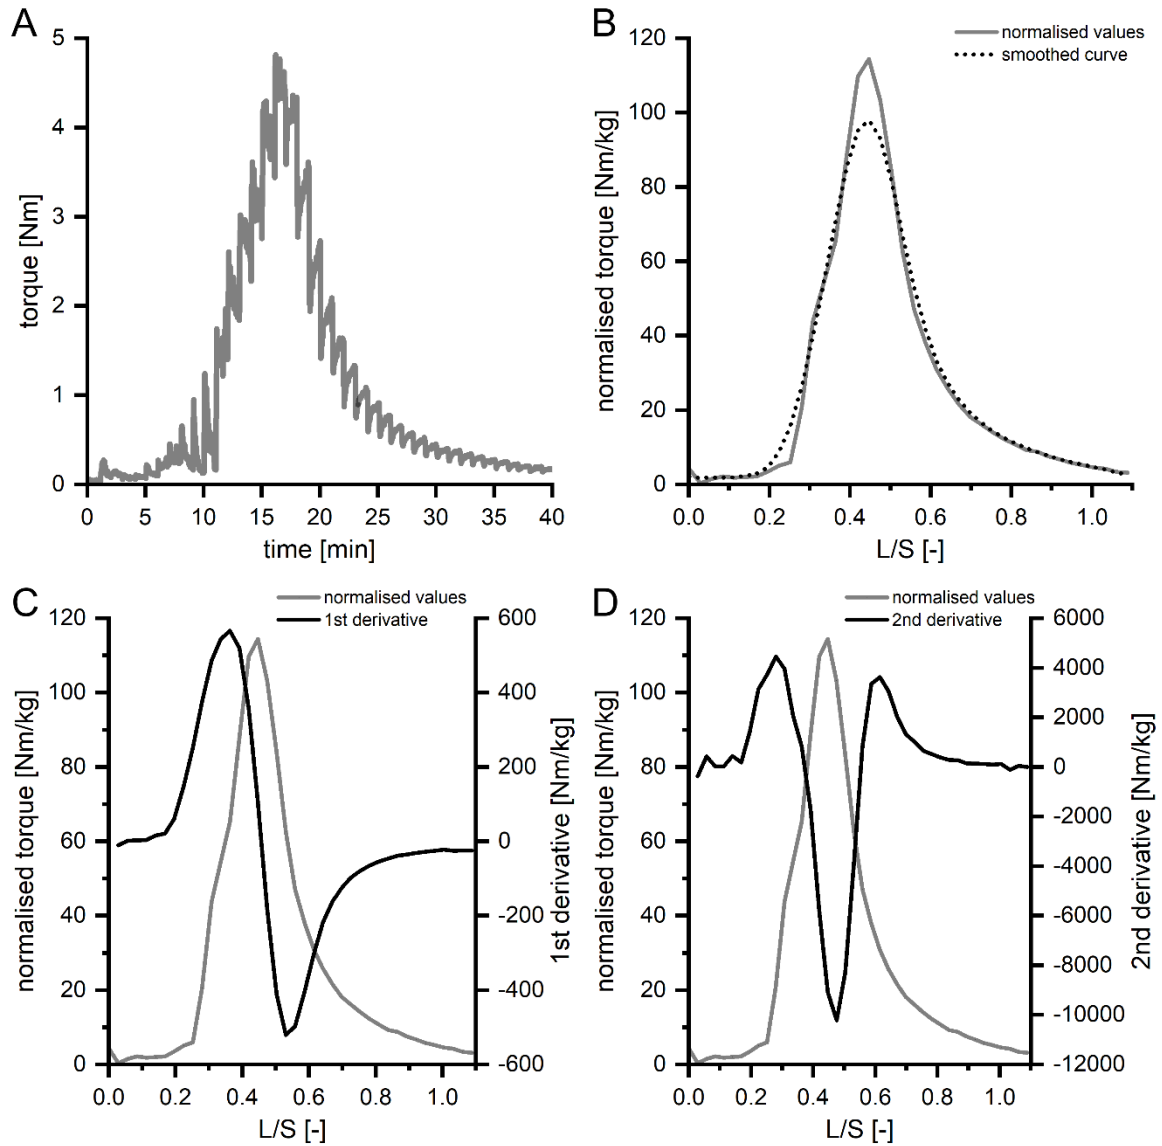 A
5
4
3
2
1
0
torque [Nm]
0 5 10 15 20 25 30 35 40
time [min]
B
normalised values
smoothed curve
120
100
80
60
40
20
0
normalised torque [Nm/kg]
0.0 0.2 0.4 0.6 0.8 1.0
L/S [-]
C
normalised values
1st derivative
120
100
80
60
40
20
0
normalised torque [Nm/kg]
600
400
200
0
-200
-400
-600
1st derivative [Nm/kg]
0.0 0.2 0.4 0.6 0.8 1.0
L/S [-]
D
normalised values
2nd derivative
120
100
80
60
40
20
0
normalised torque [Nm/kg]
6000
4000
2000
0
-2000
-4000
-6000
-8000
-10000
-12000
2nd derivative [Nm/kg]
0.0 0.2 0.4 0.6 0.8 1.0
L/S [-]